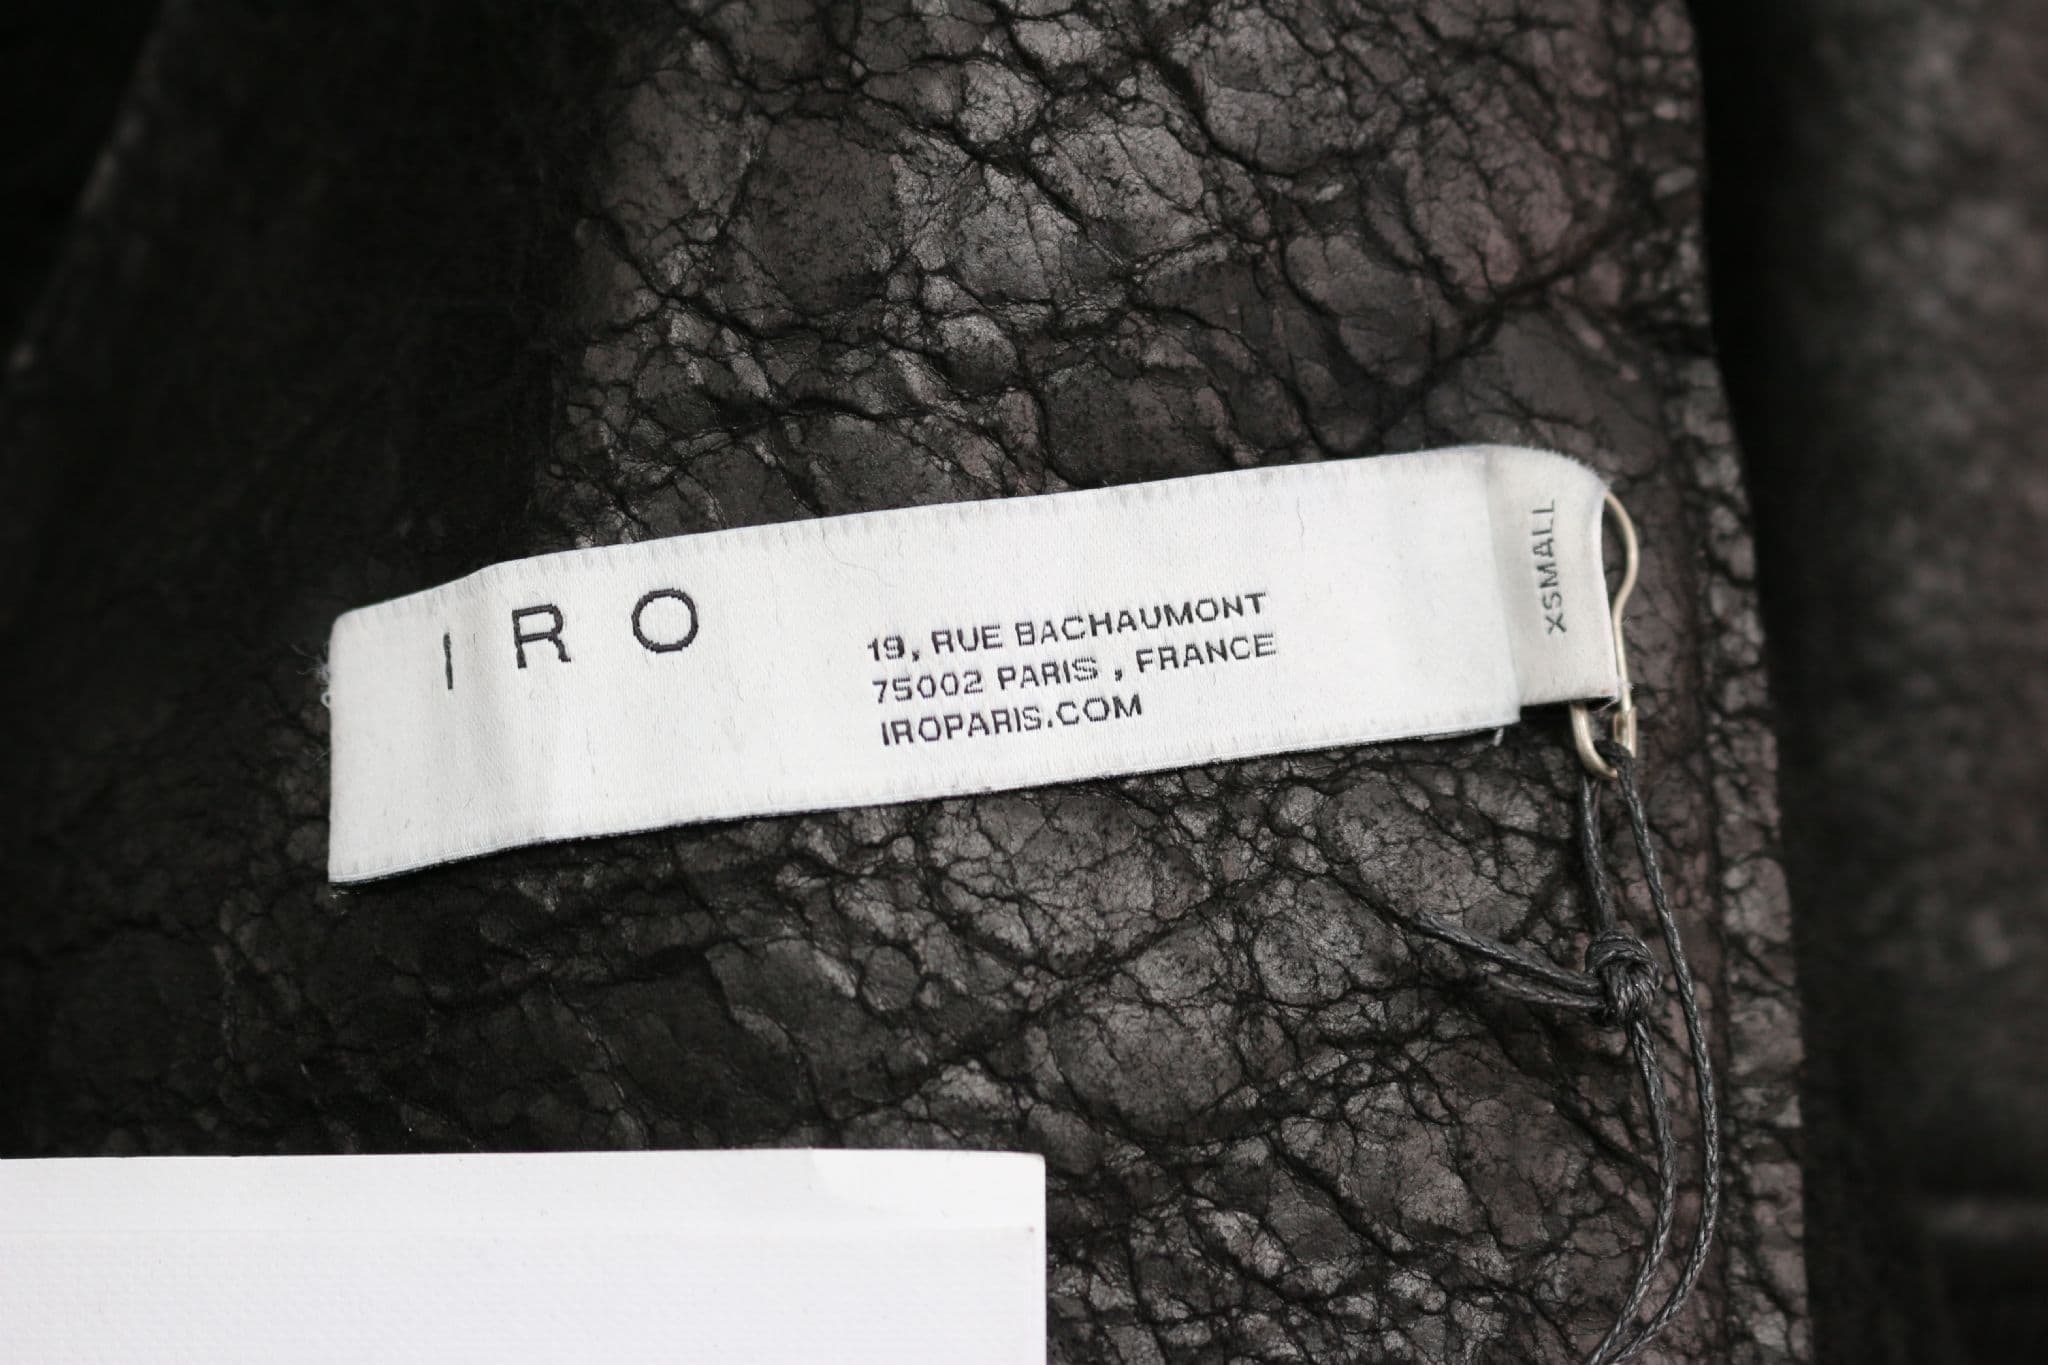 IRO
19, RUE BACHAUMONT
75002 PARIS , FRANCE
IROPARIS.COM
XSMALL